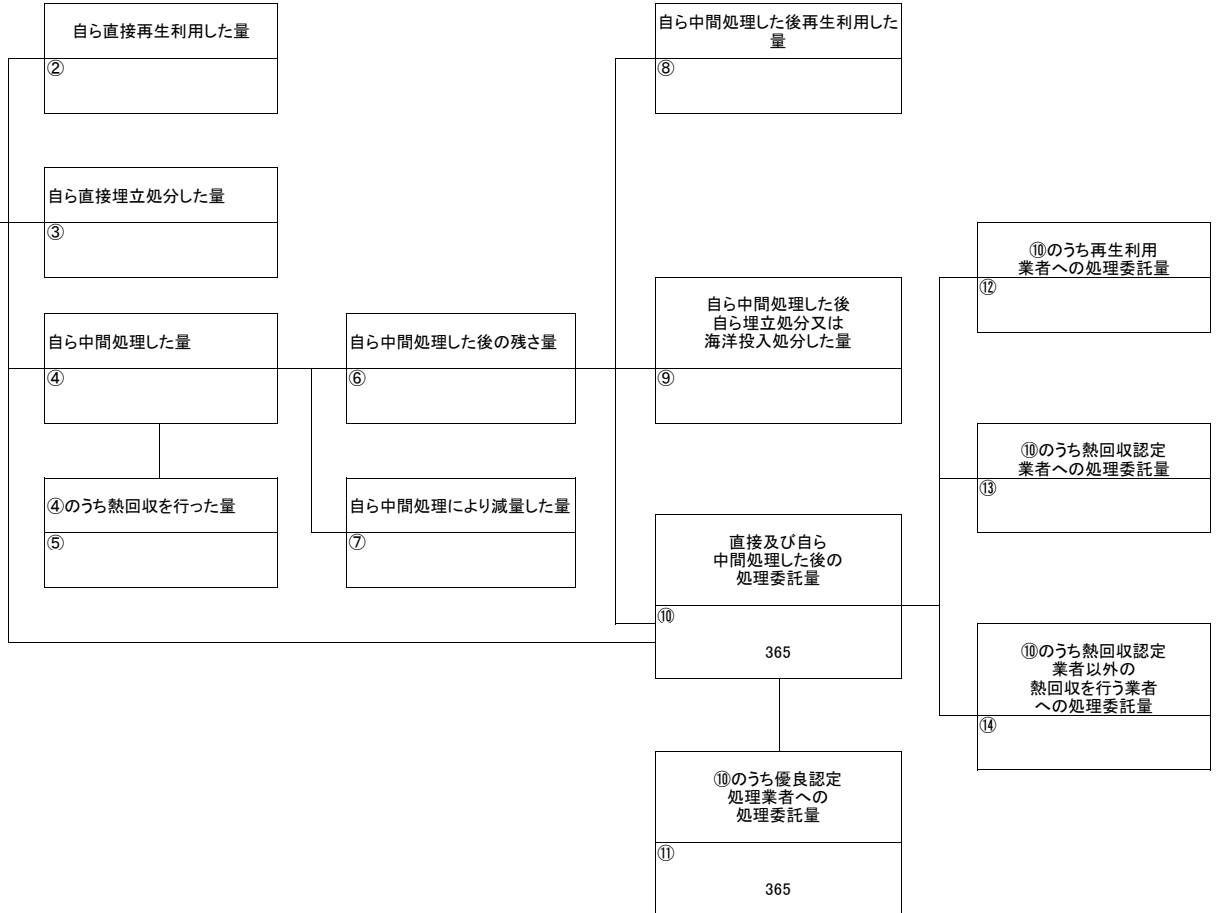 自ら直接再生利用した量
②
自ら中間処理した後再生利用した
量
⑧
自ら直接埋立処分した量
③
⑩のうち再生利用
業者への処理委託量
⑫
自ら中間処理した量
④
自ら中間処理した後の残さ量
⑥
自ら中間処理した後
自ら埋立処分又は
海洋投入処分した量
⑨
⑩のうち熱回収認定
業者への処理委託量
⑬
④のうち熱回収を行った量
⑤
自ら中間処理により減量した量
⑦
直接及び自ら
中間処理した後の
処理委託量
⑩
365
⑩のうち熱回収認定
業者以外の
熱回収を行う業者
への処理委託量
⑭
⑩のうち優良認定
処理業者への
処理委託量
⑪
365